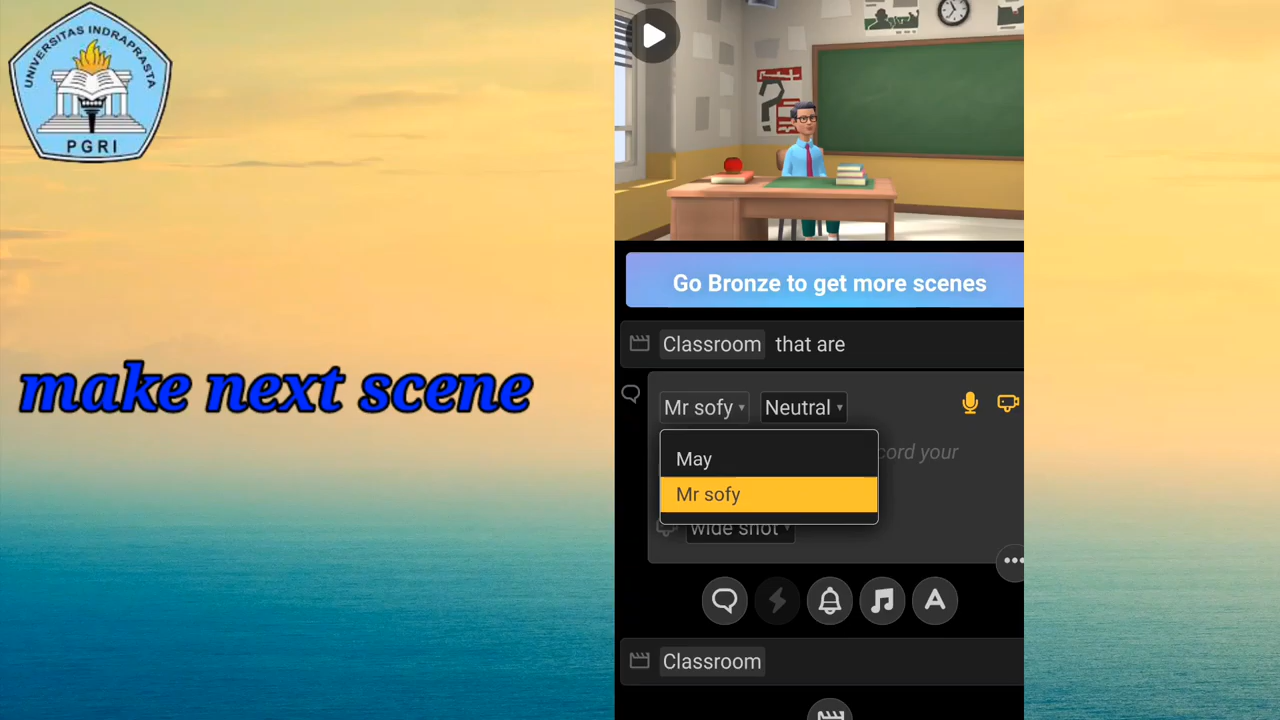 UNIVERSITAS INDRAPRASTA
PGRI
make next scene
Go Bronze to get more scenes
Classroom that are
Mr sofy Neutral
cord your
May
Mr sofy
wide shot
Classroom